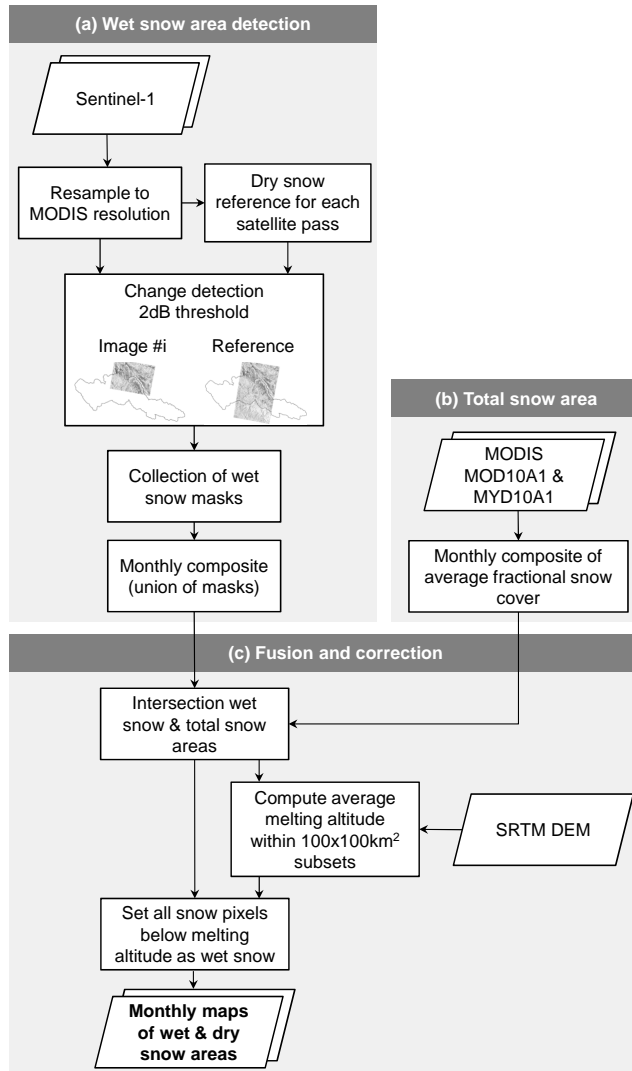 (a) Wet snow area detection
Sentinel-1
Resample to
MODIS resolution
Dry snow
reference for each
satellite pass
Change detection
2dB threshold
Image #i
Reference
Collection of wet
snow masks
Monthly composite
(union of masks)
(b) Total snow area
MODIS
MOD10A1 &
MYD10A1
Monthly composite of
average fractional snow
cover
(c) Fusion and correction
Intersection wet
snow & total snow
areas
Compute average
melting altitude
within 100x100km²
subsets
SRTM DEM
Set all snow pixels
below melting
altitude as wet snow
Monthly maps
of wet & dry
snow areas